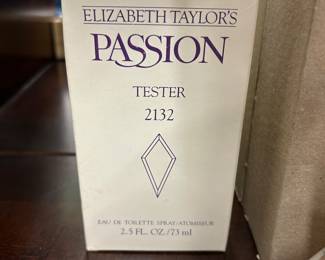 ELIZABETH TAYLOR'S
PASSION
TESTER
2132
EAU DE TOILETTE SPRAY/ATOMISEUR
2.5 FL. OZ./73 ml